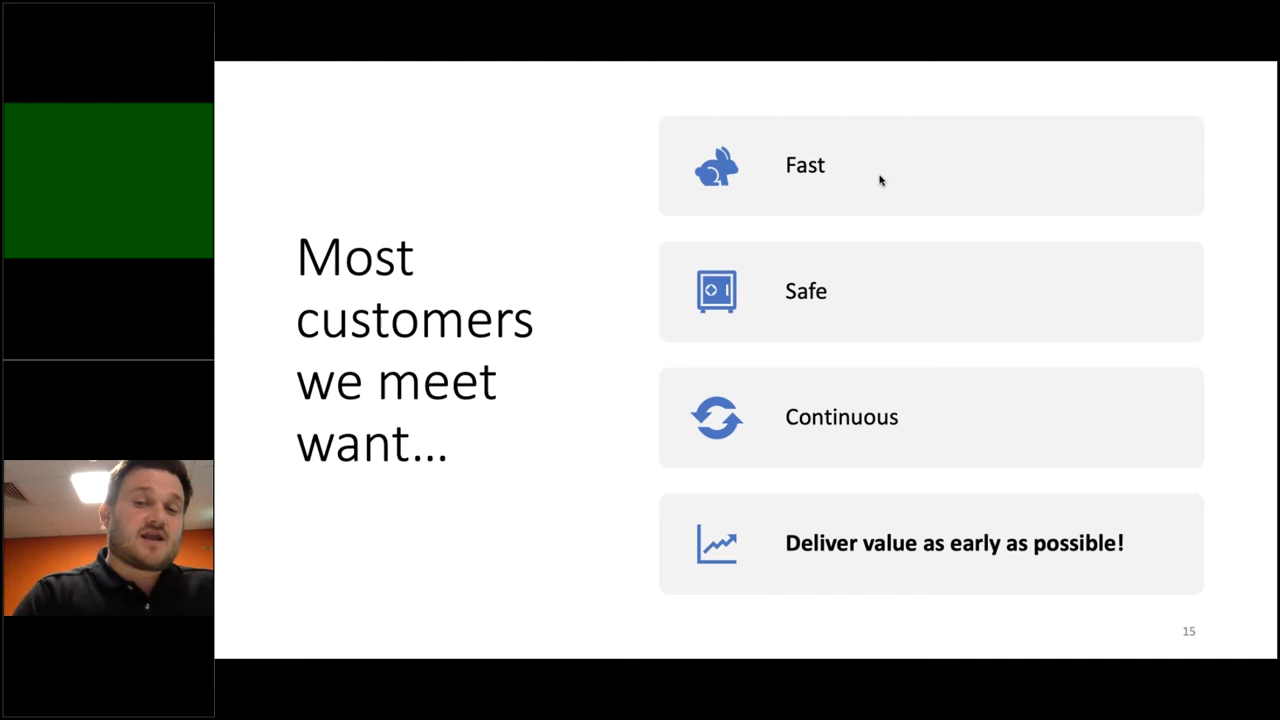 Most
customers
we meet
want...
Fast
Safe
Continuous
Deliver value as early as possible!
15